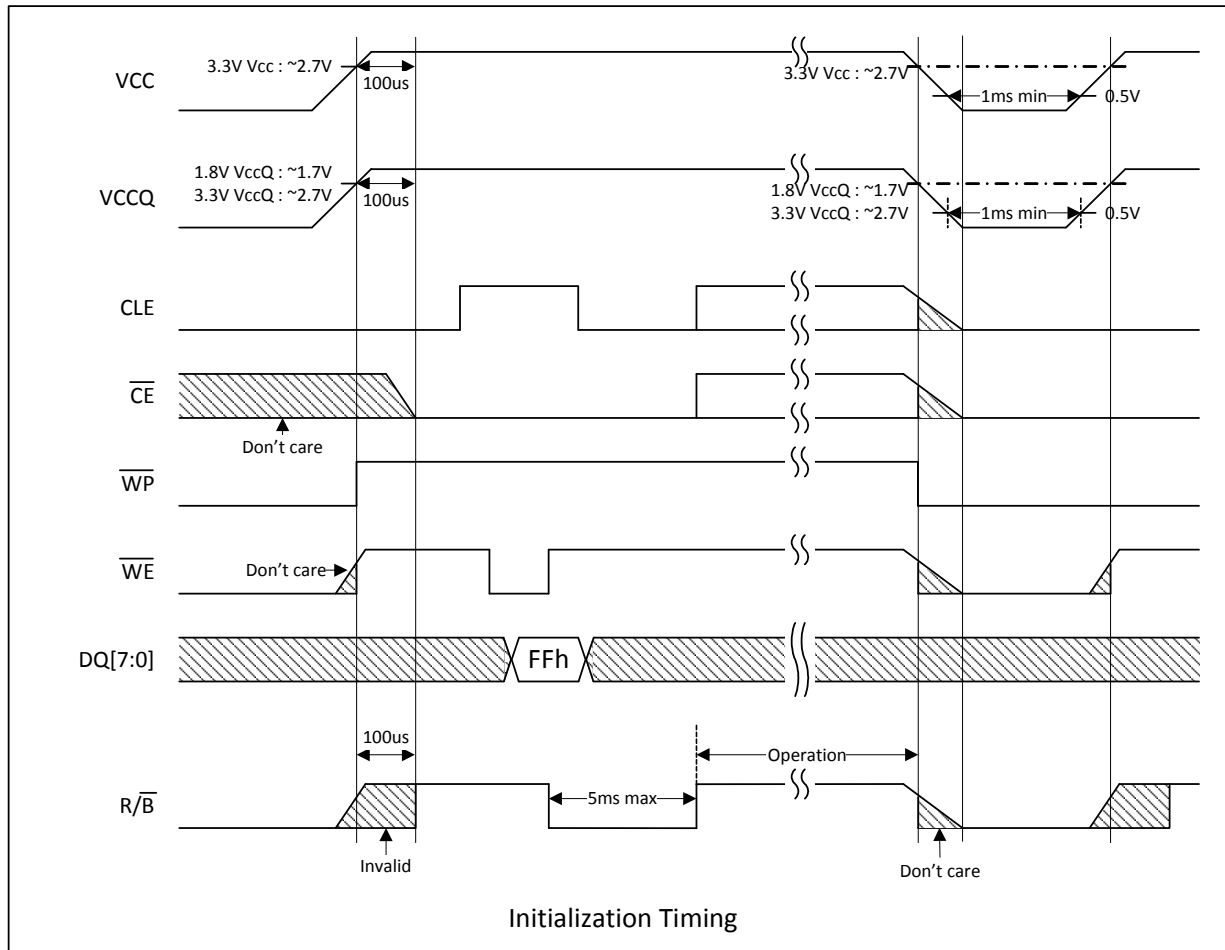 VCC
3.3V Vcc : ~2.7V
100us
3.3V Vcc : ~2.7V
1ms min
0.5V
VCCQ
1.8V VccQ : ~1.7V
3.3V VccQ : ~2.7V
100us
1.8V VccQ : ~1.7V
3.3V VccQ : ~2.7V
1ms min
0.5V
CLE
CE
Don't care
WP
WE
Don't care
DQ[7:0]
FFh
R/B
100us
Invalid
5ms max
Operation
Don't care
Initialization Timing